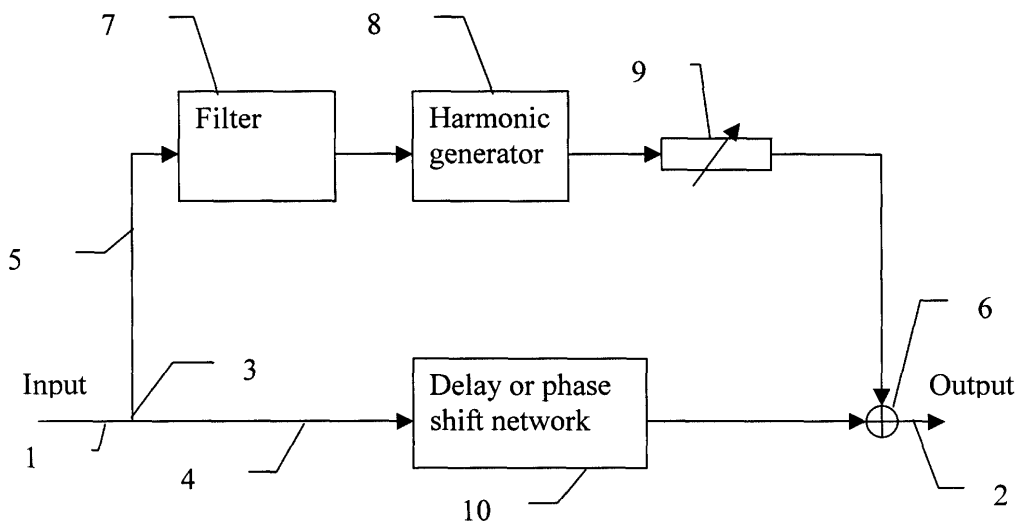 7
8
9
Filter
Harmonic
generator
5
3
6
Input
Delay or phase
shift network
Output
1
4
10
2